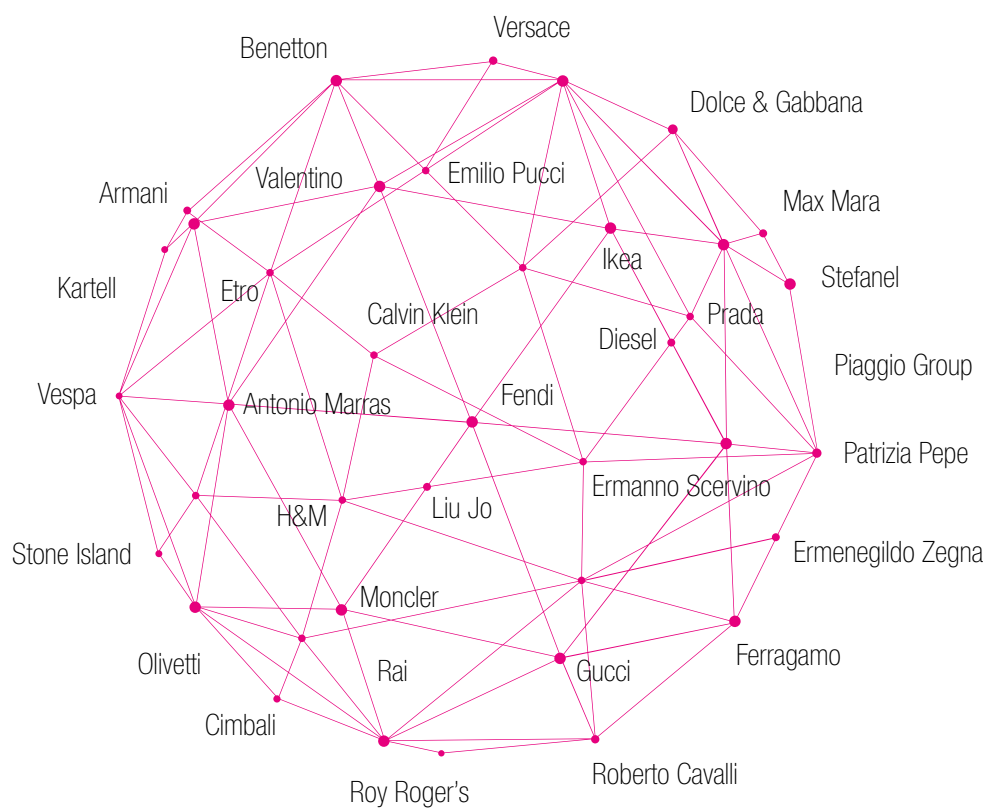 Versace
Benetton
Dolce & Gabbana
Valentino
Emilio Pucci
Armani
Max Mara
Ikea
Stefanel
Kartell
Etro
Calvin Klein
Prada
Diesel
Piaggio Group
Vespa
Antonio Marras
Fendi
Patrizia Pepe
Ermanno Scervino
H&M
Liu Jo
Stone Island
Ermenegildo Zegna
Moncler
Olivetti
Rai
Gucci
Ferragamo
Cimbali
Roberto Cavalli
Roy Roger's